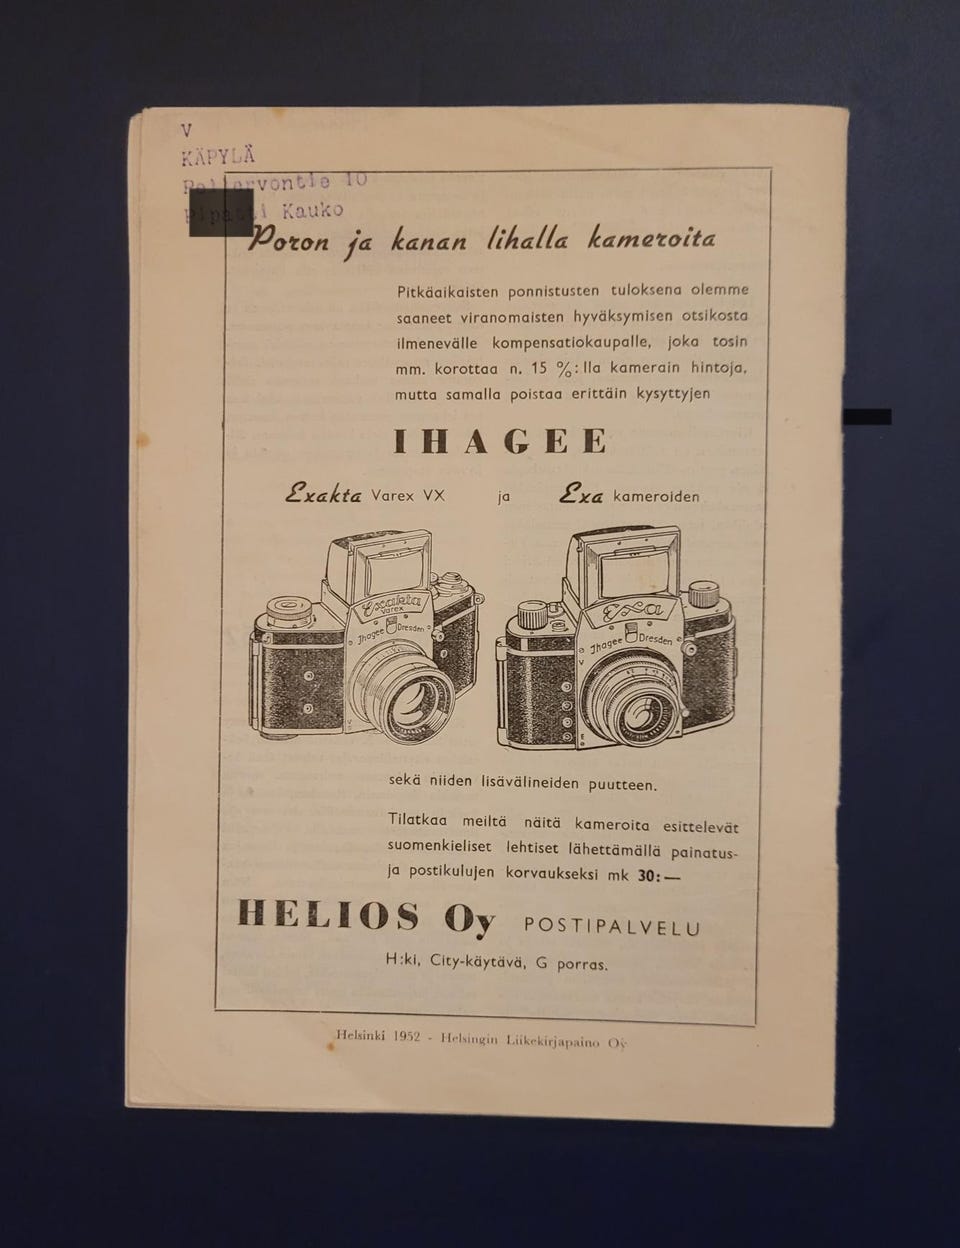 V
KÄPYLÄ
10
Kauko
Poron ja kanan lihalla kameroita
Pitkäaikaisten ponnistusten tuloksena olemme
saaneet viranomaisten hyväksymisen otsikosta
ilmenevälle kompensatiokaupalle, joka tosin
mm. korottaa n. 15 %:lla kamerain hintoja,
mutta samalla poistaa erittäin kysyttyjen
IHAGEE
Exakta Varex VX ja Exa kameroiden
Exakta
Varex
Jhagee Dresden
Exa
Jhagee Dresden
sekä niiden lisävälineiden puutteen.
Tilatkaa meiltä näitä kameroita esittelevät
suomenkieliset lehtiset lähettämällä painatus-
ja postikulujen korvaukseksi mk 30:—
HELIOS Oy POSTIPALVELU
H:ki, City-käytävä, G porras.
Helsinki 1952 - Helsingin Liikekirjapaino Oy